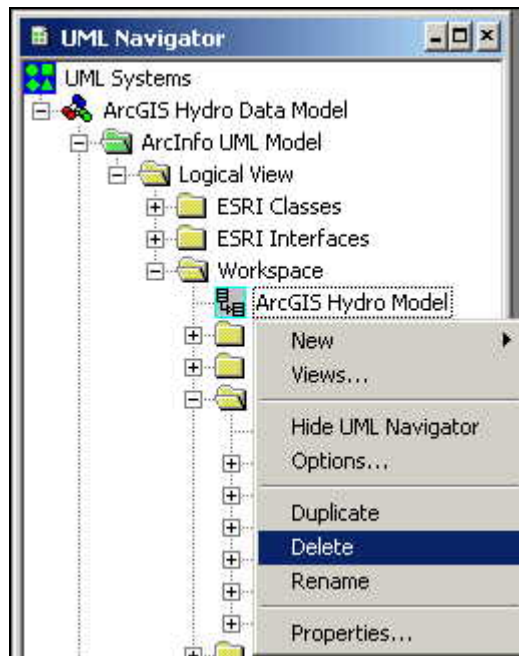 UML Navigator
UML Systems
ArcGIS Hydro Data Model
ArcInfo UML Model
Logical View
ESRI Classes
ESRI Interfaces
Workspace
ArcGIS Hydro Model
New
Views...
Hide UML Navigator
Options...
Duplicate
Delete
Rename
Properties...